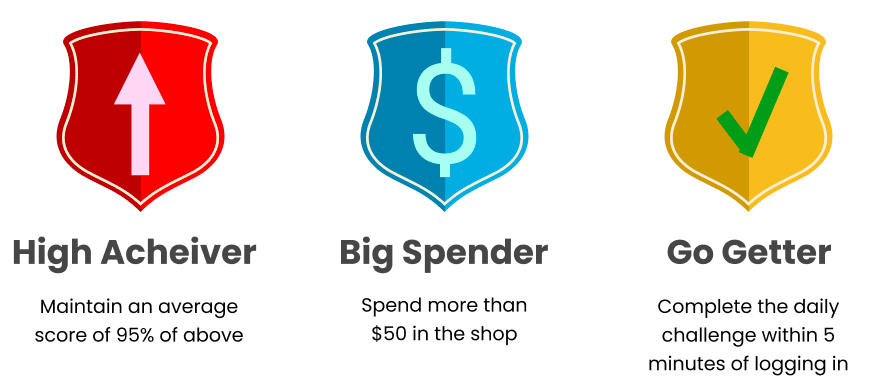 $
High Acheiver
Big Spender
Go Getter
Maintain an average
score of 95% of above
Spend more than
$50 in the shop
Complete the daily
challenge within 5
minutes of logging in